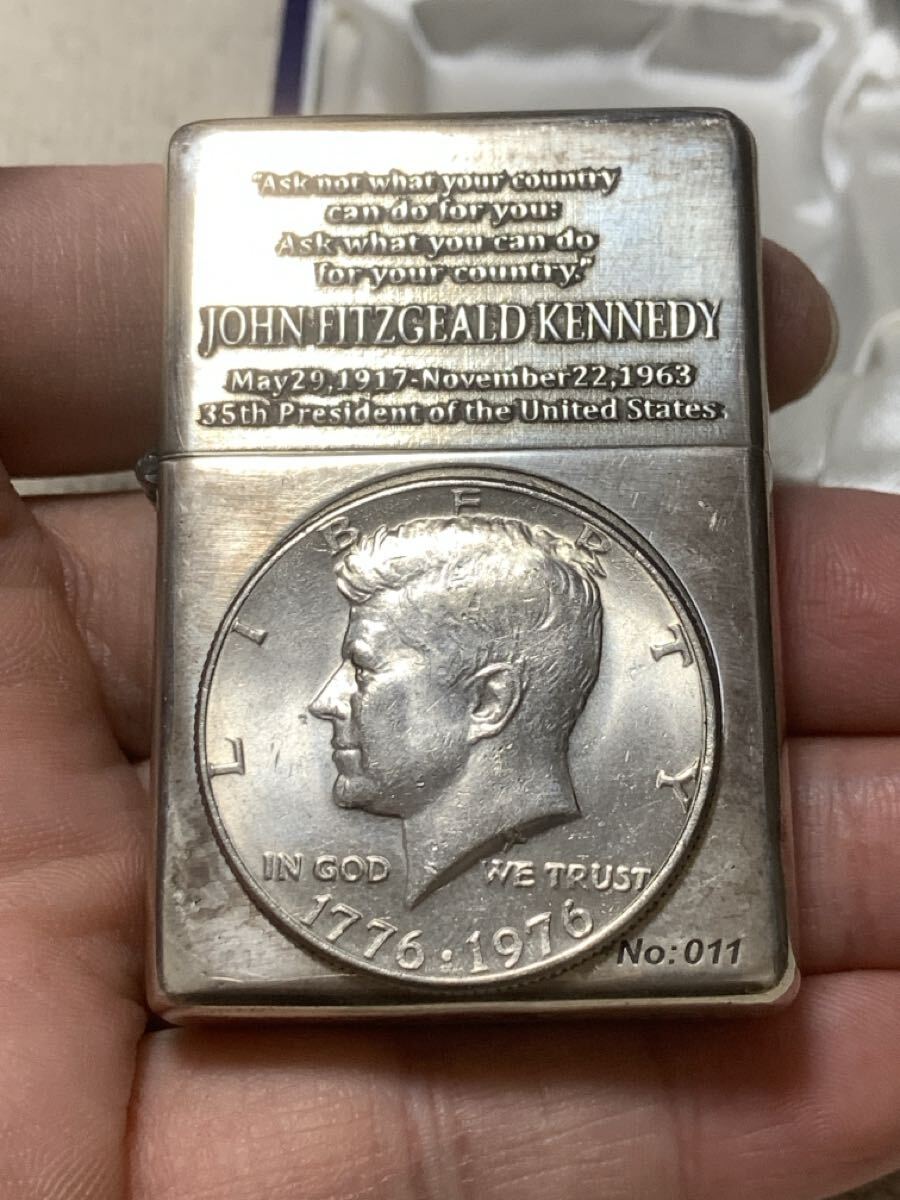 "Ask not what your country
can do for you:
Ask what you can do
for your country."
JOHN FITZGEALD KENNEDY
May29,1917-November22,1963
35th President of the United States.
LIBERTY
IN GOD WE TRUST
1776·1976
No:011